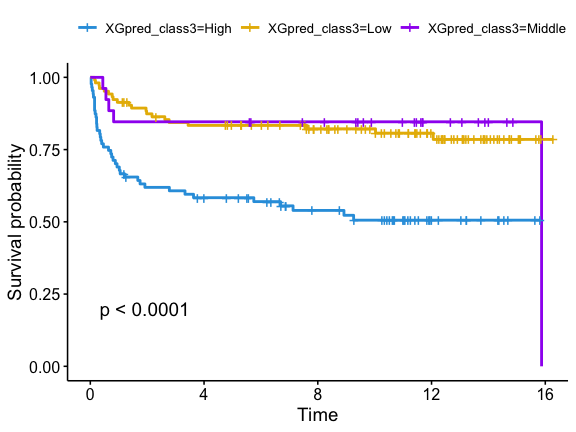 XGpred_class3=High XGpred_class3=Low XGpred_class3=Middle
1.00
0.75
0.50
0.25
0.00
Survival probability
p < 0.0001
0 4 8 12 16
Time